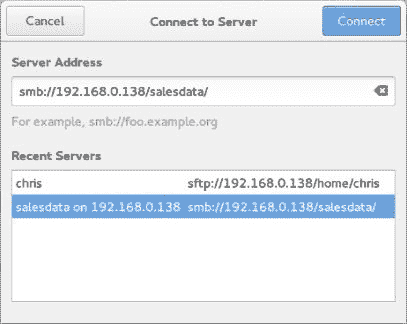 Cancel Connect to Server Connect
Server Address
smb://192.168.0.138/salesdata/
For example, smb://foo.example.org
Recent Servers
chris sftp://192.168.0.138/home/chris
salesdata on 192.168.0.138 smb://192.168.0.138/salesdata/